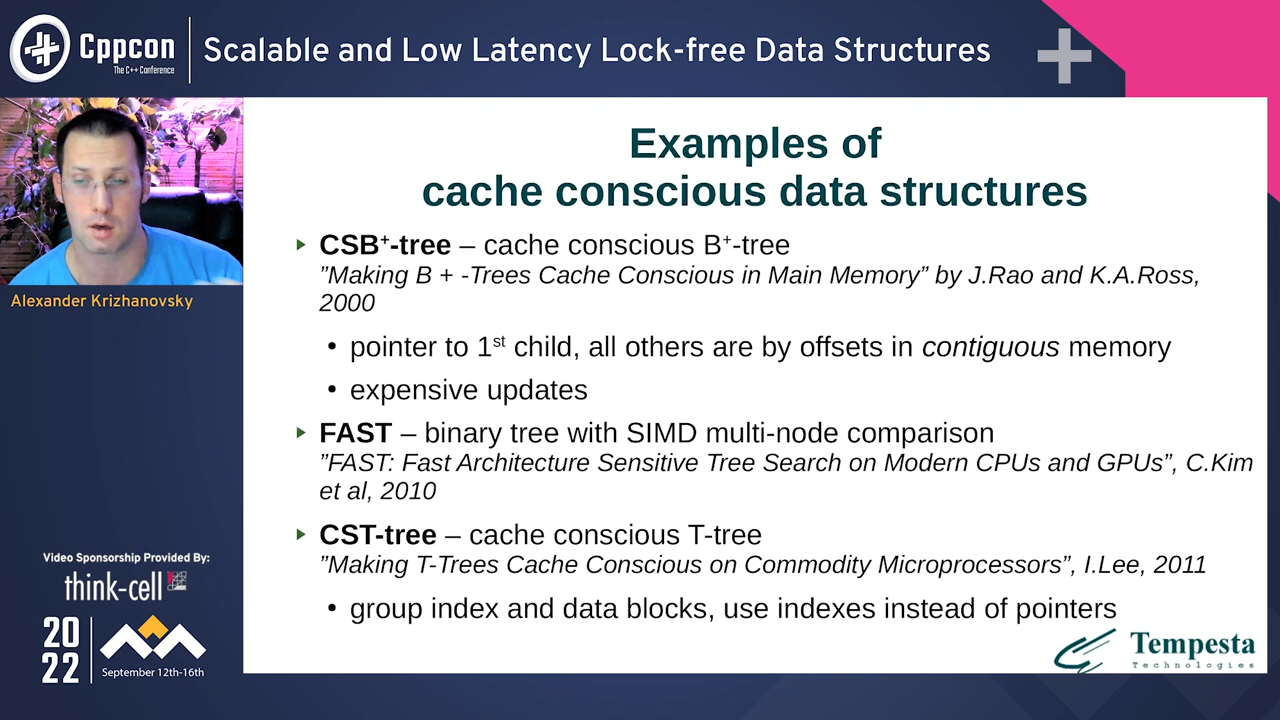 Cppcon
The C++ Conference
Scalable and Low Latency Lock-free Data Structures
Alexander Krizhanovsky
Examples of
cache conscious data structures
CSB+-tree – cache conscious B+-tree
”Making B + -Trees Cache Conscious in Main Memory” by J.Rao and K.A.Ross,
2000
• pointer to 1st child, all others are by offsets in contiguous memory
• expensive updates
FAST – binary tree with SIMD multi-node comparison
”FAST: Fast Architecture Sensitive Tree Search on Modern CPUs and GPUs”, C.Kim
et al, 2010
CST-tree – cache conscious T-tree
”Making T-Trees Cache Conscious on Commodity Microprocessors”, I.Lee, 2011
• group index and data blocks, use indexes instead of pointers
Tempesta
Technologies
Video Sponsorship Provided By:
think-cell
20
22
September 12th-16th